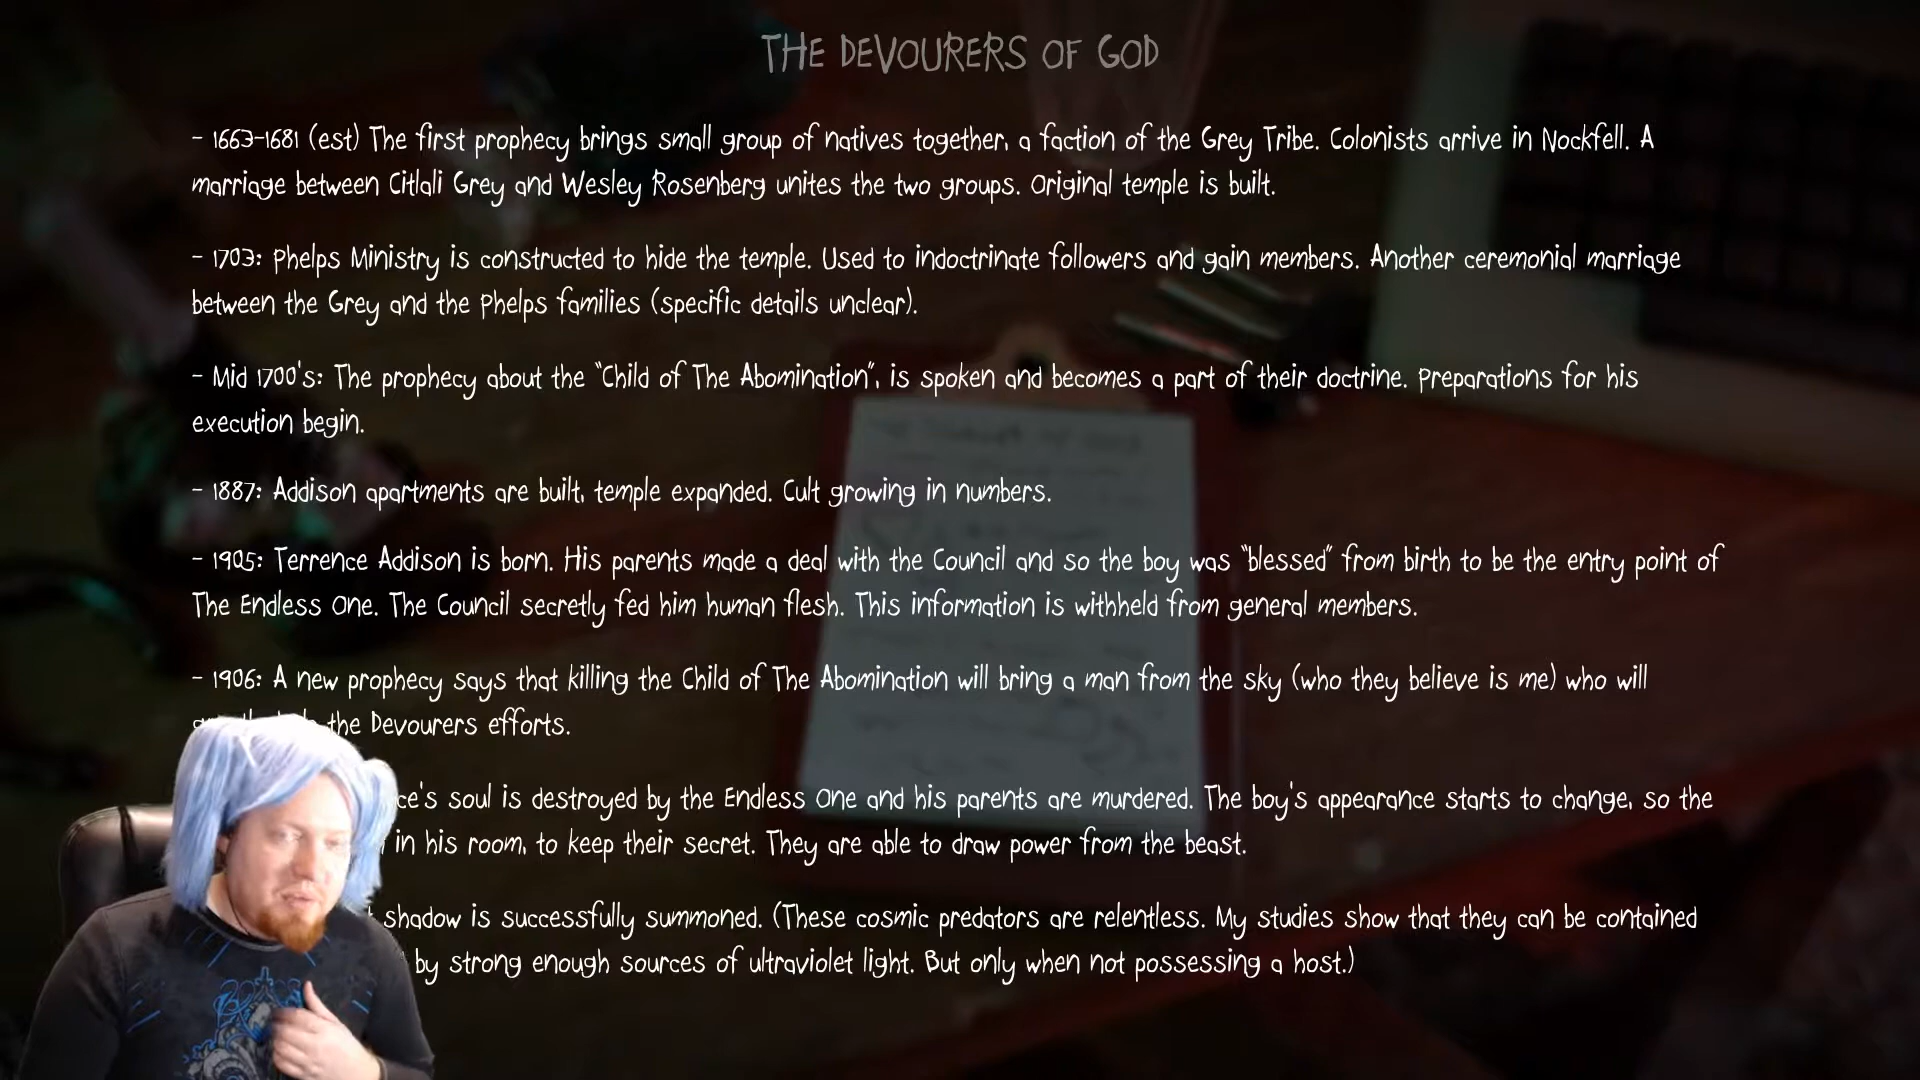 THE DEVOURERS OF GOD
- 1663-1681 (est) The first prophecy brings small group of natives together, a faction of the Grey Tribe. Colonists arrive in Nockfell. A
marriage between Citlali Grey and Wesley Rosenberg unites the two groups. Original temple is built.
- 1703: Phelps Ministry is constructed to hide the temple. Used to indoctrinate followers and gain members. Another ceremonial marriage
between the Grey and the Phelps families (specific details unclear).
- Mid 1700's: The prophecy about the "Child of The Abomination", is spoken and becomes a part of their doctrine. Preparations for his
execution begin.
- 1887: Addison apartments are built, temple expanded. Cult growing in numbers.
- 1905: Terrence Addison is born. His parents made a deal with the Council and so the boy was "blessed" from birth to be the entry point of
The Endless One. The Council secretly fed him human flesh. This information is withheld from general members.
- 1906: A new prophecy says that killing the Child of The Abomination will bring a man from the sky (who they believe is me) who will
the Devourers efforts.
ce's soul is destroyed by the Endless One and his parents are murdered. The boy's appearance starts to change, so the
in his room, to keep their secret. They are able to draw power from the beast.
shadow is successfully summoned. (These cosmic predators are relentless. My studies show that they can be contained
by strong enough sources of ultraviolet light. But only when not possessing a host.)